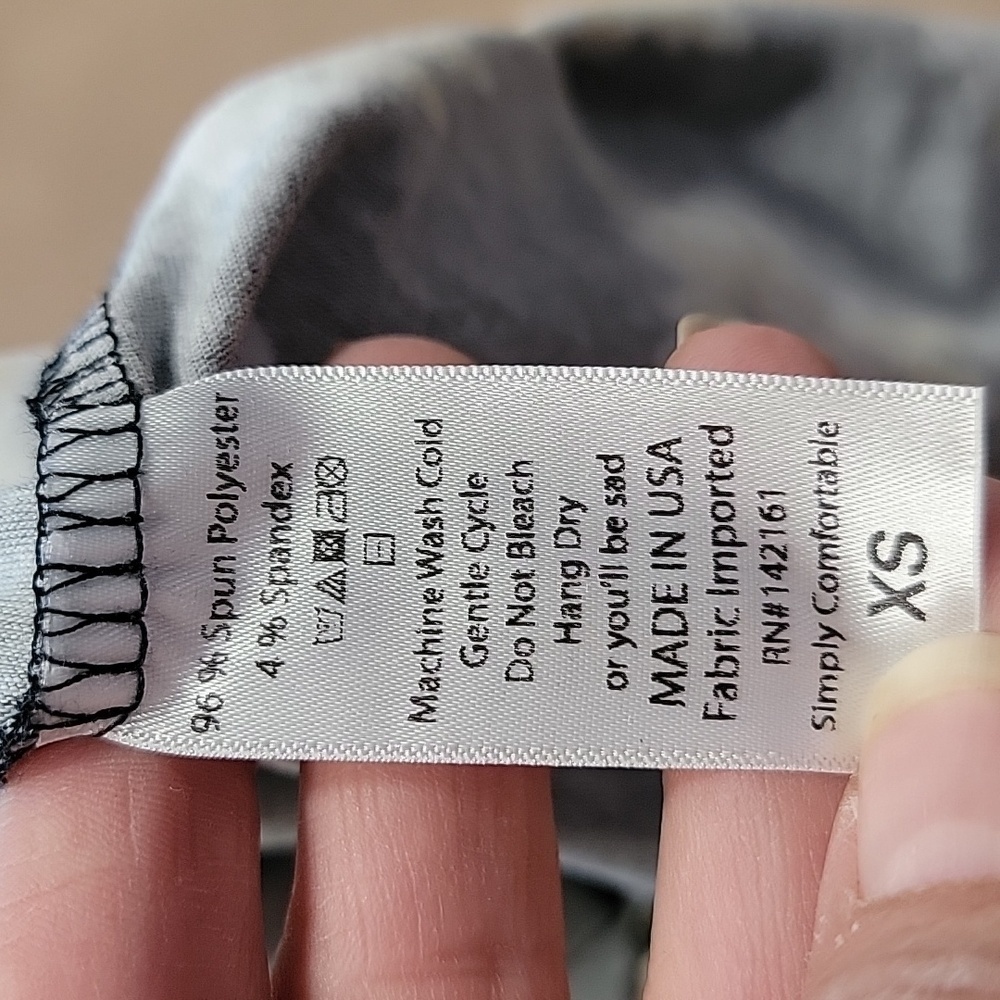 96 % Spun Polyester
4 % Spandex
Machine Wash Cold
Gentle Cycle
Do Not Bleach
Hang Dry
or you'll be sad
MADE IN USA
Fabric Imported
RN#142161
Simply Comfortable
XS